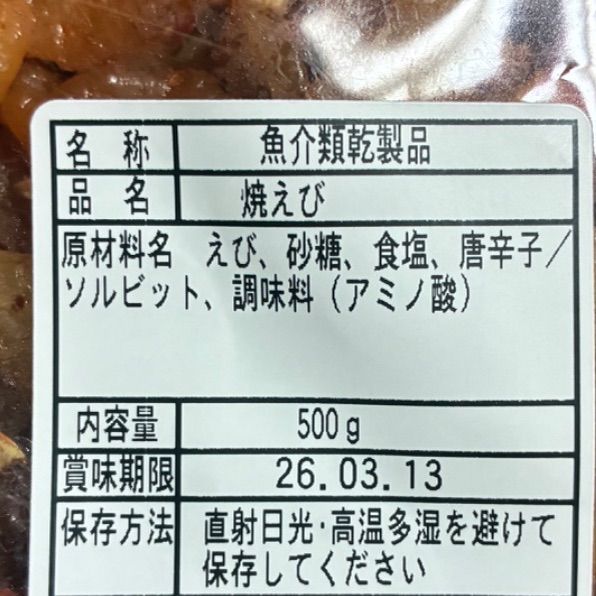 名 称 魚介類乾製品
品 名 焼えび
原材料名 えび、砂糖、食塩、唐辛子／
ソルビット、調味料（アミノ酸）
内容量 500g
賞味期限 26.03.13
保存方法 直射日光・高温多湿を避けて
保存してください